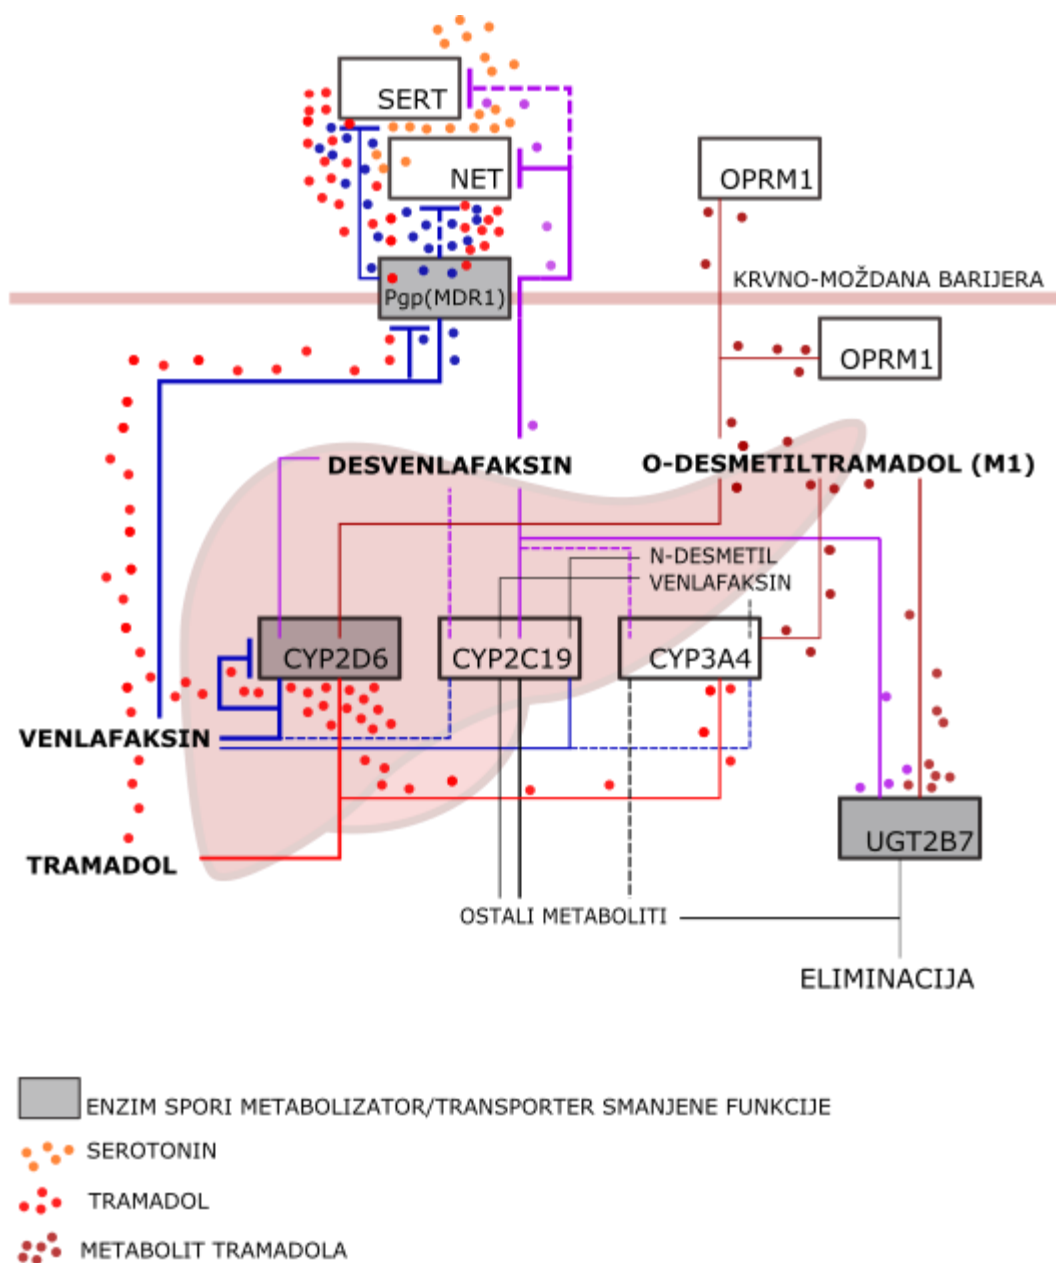 SERT
NET
OPRM1
KRVNO-MOŽDANA BARIJERA
Pgp(MDR1)
OPRM1
DESVENLAFAKSIN
O-DESMETILTRAMADOL (M1)
N-DESMETIL
VENLAFAKSIN
CYP2D6
CYP2C19
CYP3A4
VENLAFAKSIN
TRAMADOL
UGT2B7
OSTALI METABOLITI
ELIMINACIJA
ENZIM SPORI METABOLIZATOR/TRANSPORTER SMANJENE FUNKCIJE
SEROTONIN
TRAMADOL
METABOLIT TRAMADOLA